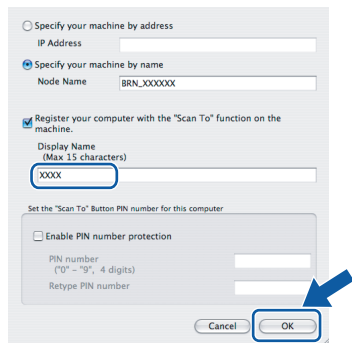 Specify your machine by address
IP Address
Specify your machine by name
Node Name BRN_XXXXXX
Register your computer with the "Scan To" function on the
machine.
Display Name
(Max 15 characters)
XXXX
Set the "Scan To" Button PIN number for this computer
Enable PIN number protection
PIN number
("0" – "9", 4 digits)
Retype PIN number
Cancel OK